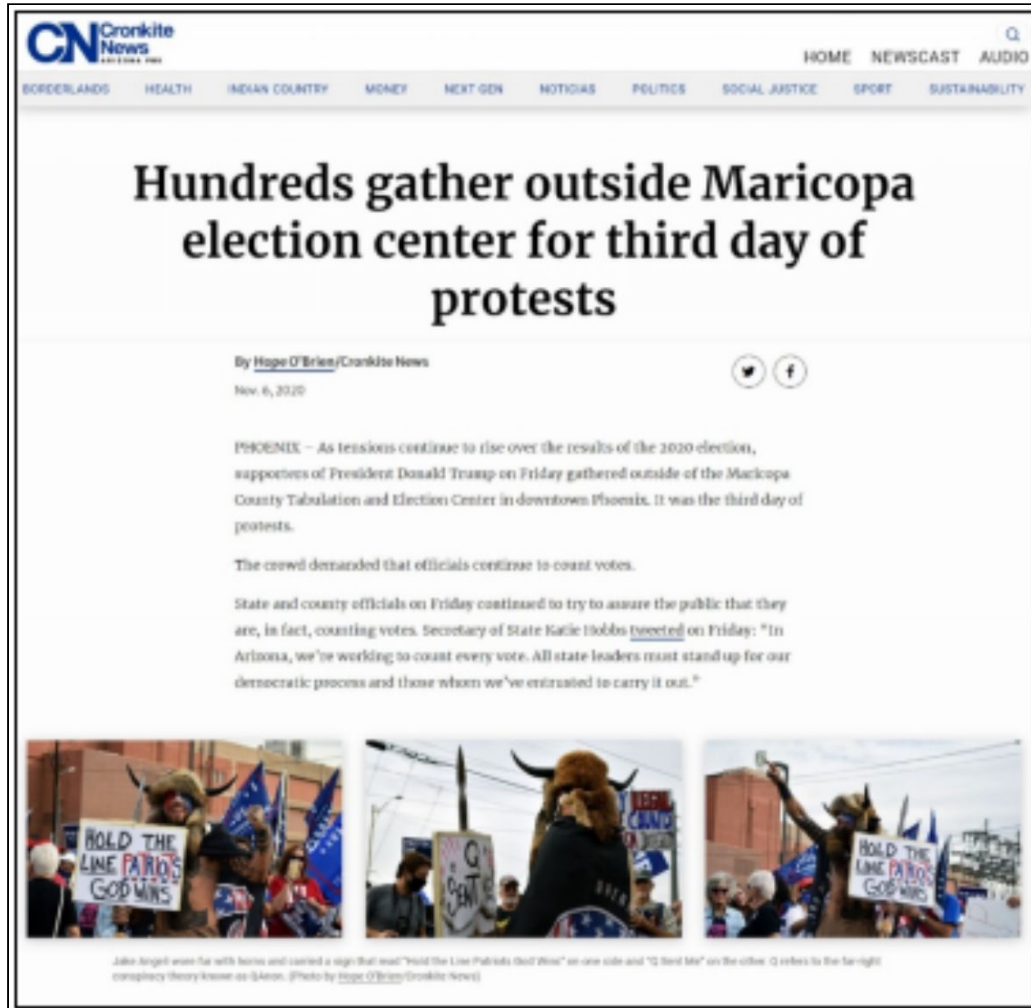 CN Cronkite
News
ARIZONA PBS
HOME NEWSCAST AUDIO
BORDERLANDS HEALTH INDIAN COUNTRY MONEY NEXT GEN NOTICIAS POLITICS SOCIAL JUSTICE SPORT SUSTAINABILITY
Hundreds gather outside Maricopa
election center for third day of
protests
By Hope O'Brien/Cronkite News
Nov. 6, 2020
PHOENIX – As tensions continue to rise over the results of the 2020 election,
supporters of President Donald Trump on Friday gathered outside of the Maricopa
County Tabulation and Election Center in downtown Phoenix. It was the third day of
protests.
The crowd demanded that officials continue to count votes.
State and county officials on Friday continued to try to assure the public that they
are, in fact, counting votes. Secretary of State Katie Hobbs tweeted on Friday: "In
Arizona, we're working to count every vote. All state leaders must stand up for our
democratic process and those whom we've entrusted to carry it out."
HOLD THE
LINE PATRIOTS
GOD WINS
Q
SENT
HOLD THE
LINE PATRIOTS
GOD WINS
Jake Angeli wore fur with horns and carried a sign that read "Hold the Line Patriots God Wins" on one side and "Q Sent Me" on the other. Q refers to the far-right
conspiracy theory known as QAnon. (Photo by Hope O'Brien/Cronkite News)